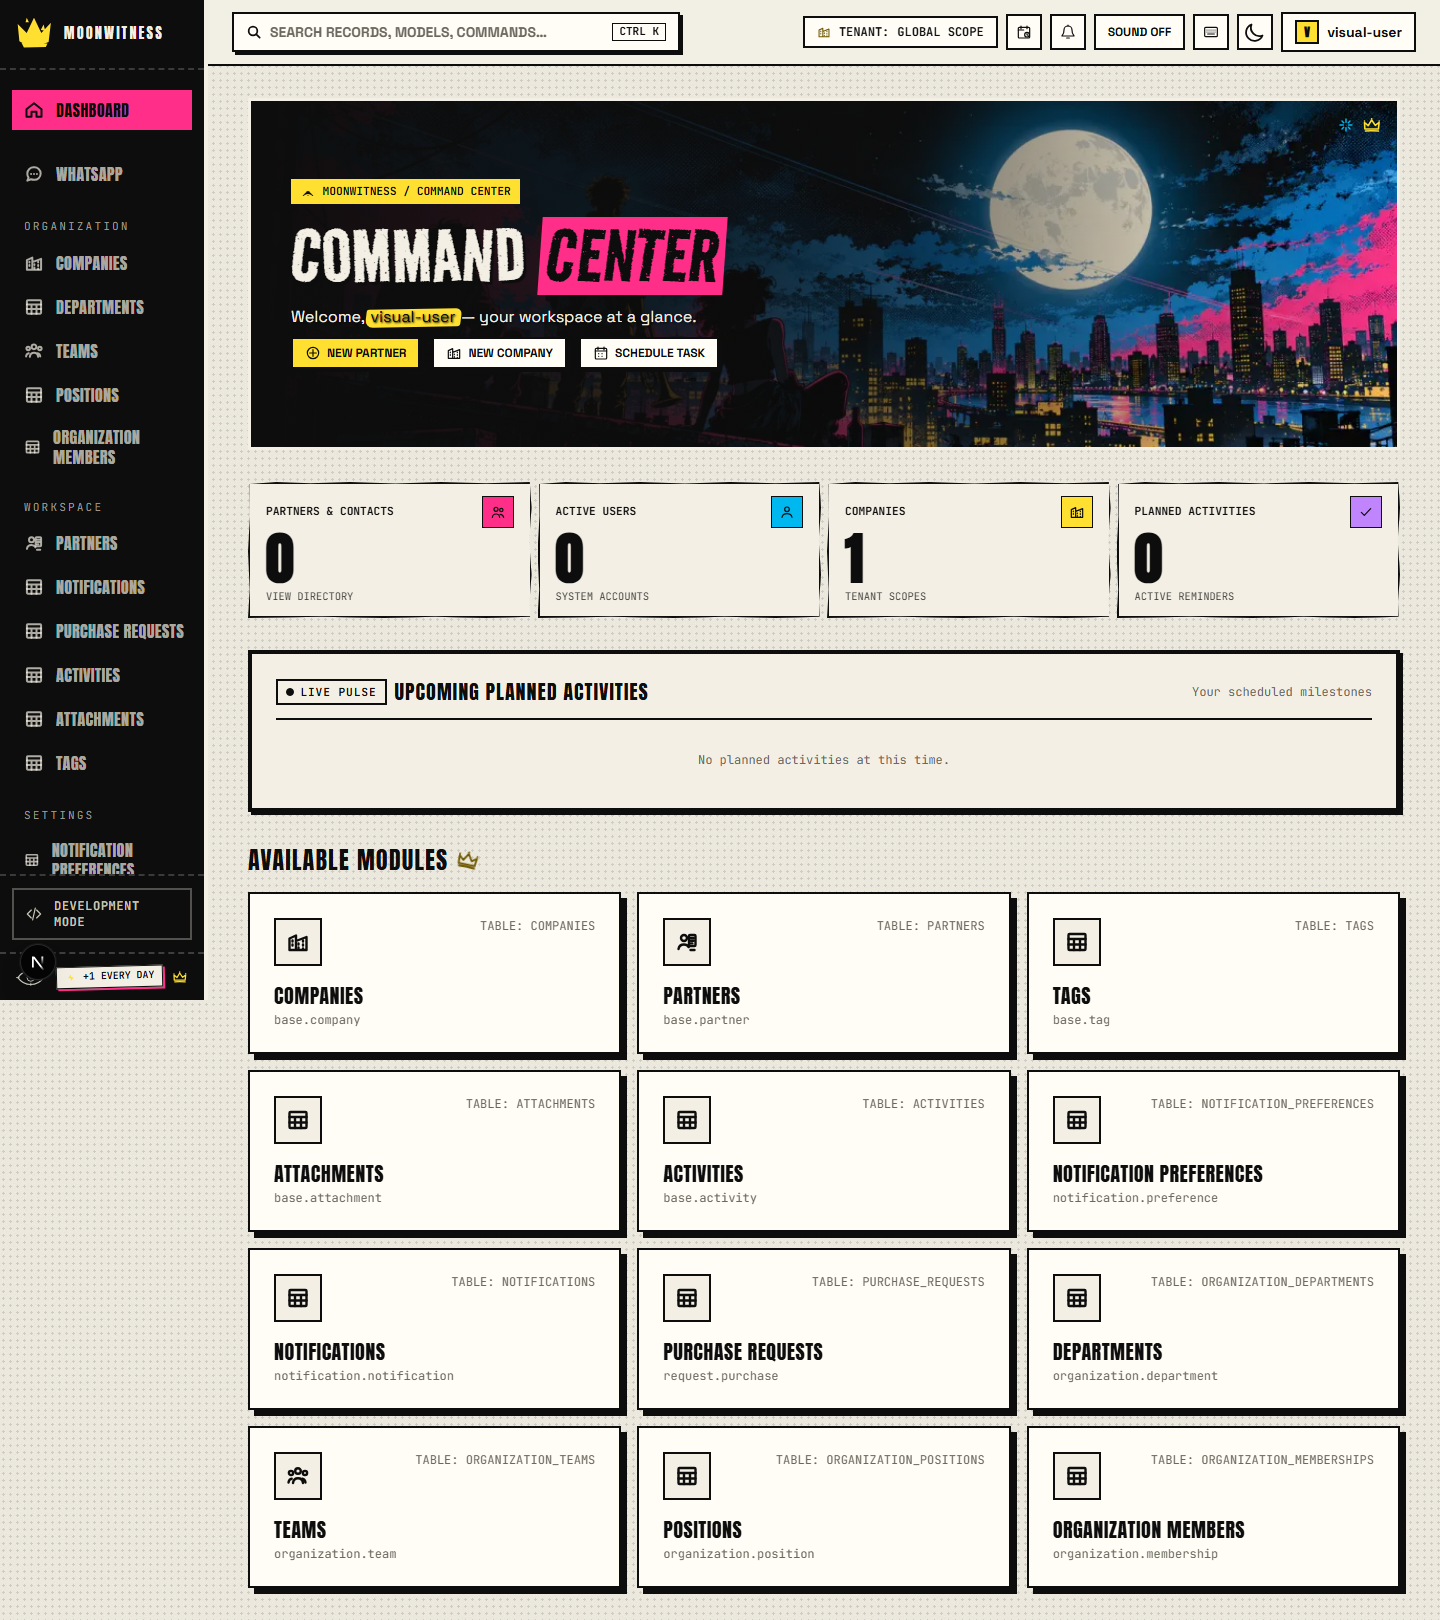 MOONWITNESS
SEARCH RECORDS, MODELS, COMMANDS...
CTRL K
TENANT: GLOBAL SCOPE
SOUND OFF
V
visual-user
DASHBOARD
WHATSAPP
ORGANIZATION
COMPANIES
DEPARTMENTS
TEAMS
POSITIONS
ORGANIZATION
MEMBERS
WORKSPACE
PARTNERS
NOTIFICATIONS
PURCHASE REQUESTS
ACTIVITIES
ATTACHMENTS
TAGS
SETTINGS
NOTIFICATION
PREFERENCES
DEVELOPMENT
MODE
N
+1 EVERY DAY
MOONWITNESS / COMMAND CENTER
COMMAND CENTER
Welcome, visual-user — your workspace at a glance.
NEW PARTNER
NEW COMPANY
SCHEDULE TASK
PARTNERS & CONTACTS
0
VIEW DIRECTORY
ACTIVE USERS
0
SYSTEM ACCOUNTS
COMPANIES
1
TENANT SCOPES
PLANNED ACTIVITIES
0
ACTIVE REMINDERS
LIVE PULSE
UPCOMING PLANNED ACTIVITIES
Your scheduled milestones
No planned activities at this time.
AVAILABLE MODULES
TABLE: COMPANIES
COMPANIES
base.company
TABLE: PARTNERS
PARTNERS
base.partner
TABLE: TAGS
TAGS
base.tag
TABLE: ATTACHMENTS
ATTACHMENTS
base.attachment
TABLE: ACTIVITIES
ACTIVITIES
base.activity
TABLE: NOTIFICATION_PREFERENCES
NOTIFICATION PREFERENCES
notification.preference
TABLE: NOTIFICATIONS
NOTIFICATIONS
notification.notification
TABLE: PURCHASE_REQUESTS
PURCHASE REQUESTS
request.purchase
TABLE: ORGANIZATION_DEPARTMENTS
DEPARTMENTS
organization.department
TABLE: ORGANIZATION_TEAMS
TEAMS
organization.team
TABLE: ORGANIZATION_POSITIONS
POSITIONS
organization.position
TABLE: ORGANIZATION_MEMBERSHIPS
ORGANIZATION MEMBERS
organization.membership